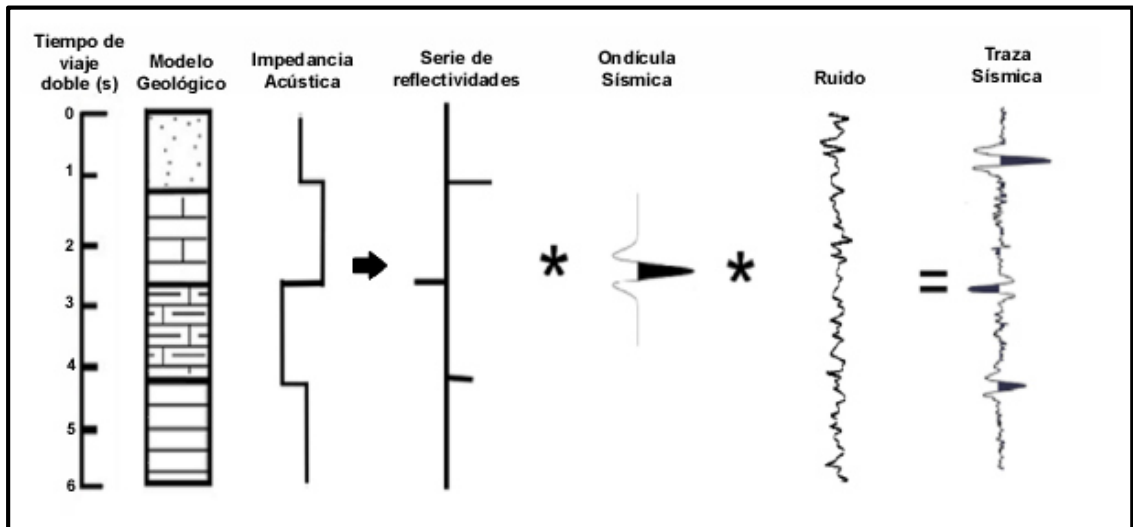 Tiempo de
viaje
doble (s)
Modelo
Geológico
Impedancia
Acústica
Serie de
reflectividades
Ondícula
Sísmica
Ruido
Traza
Sísmica
0
1
2
3
4
5
6
*
*
=